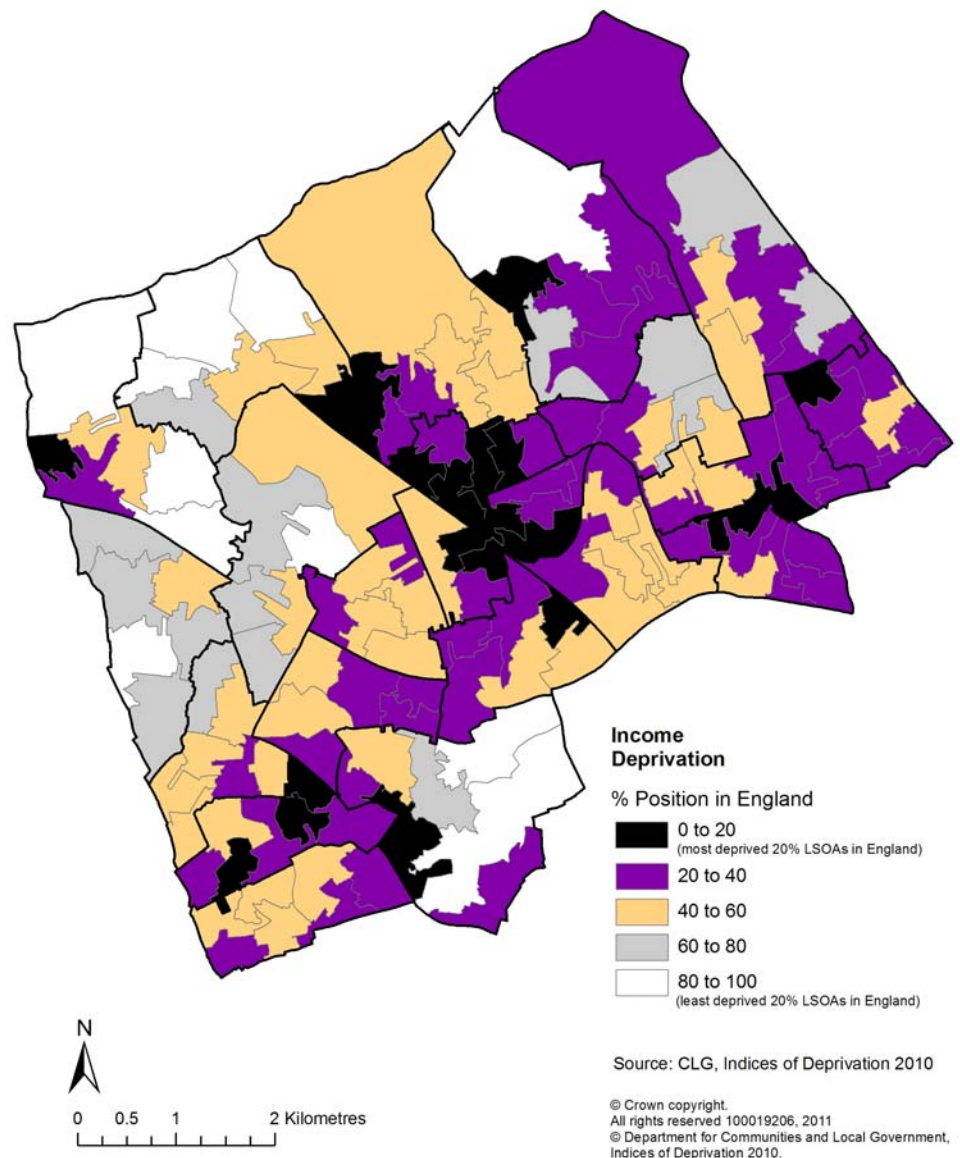 Income
Deprivation
% Position in England
0 to 20
(most deprived 20% LSOAs in England)
20 to 40
40 to 60
60 to 80
80 to 100
(least deprived 20% LSOAs in England)
N
0 0.5 1 2 Kilometres
Source: CLG, Indices of Deprivation 2010
© Crown copyright.
All rights reserved 100019206, 2011
© Department for Communities and Local Government,
Indices of Deprivation 2010.